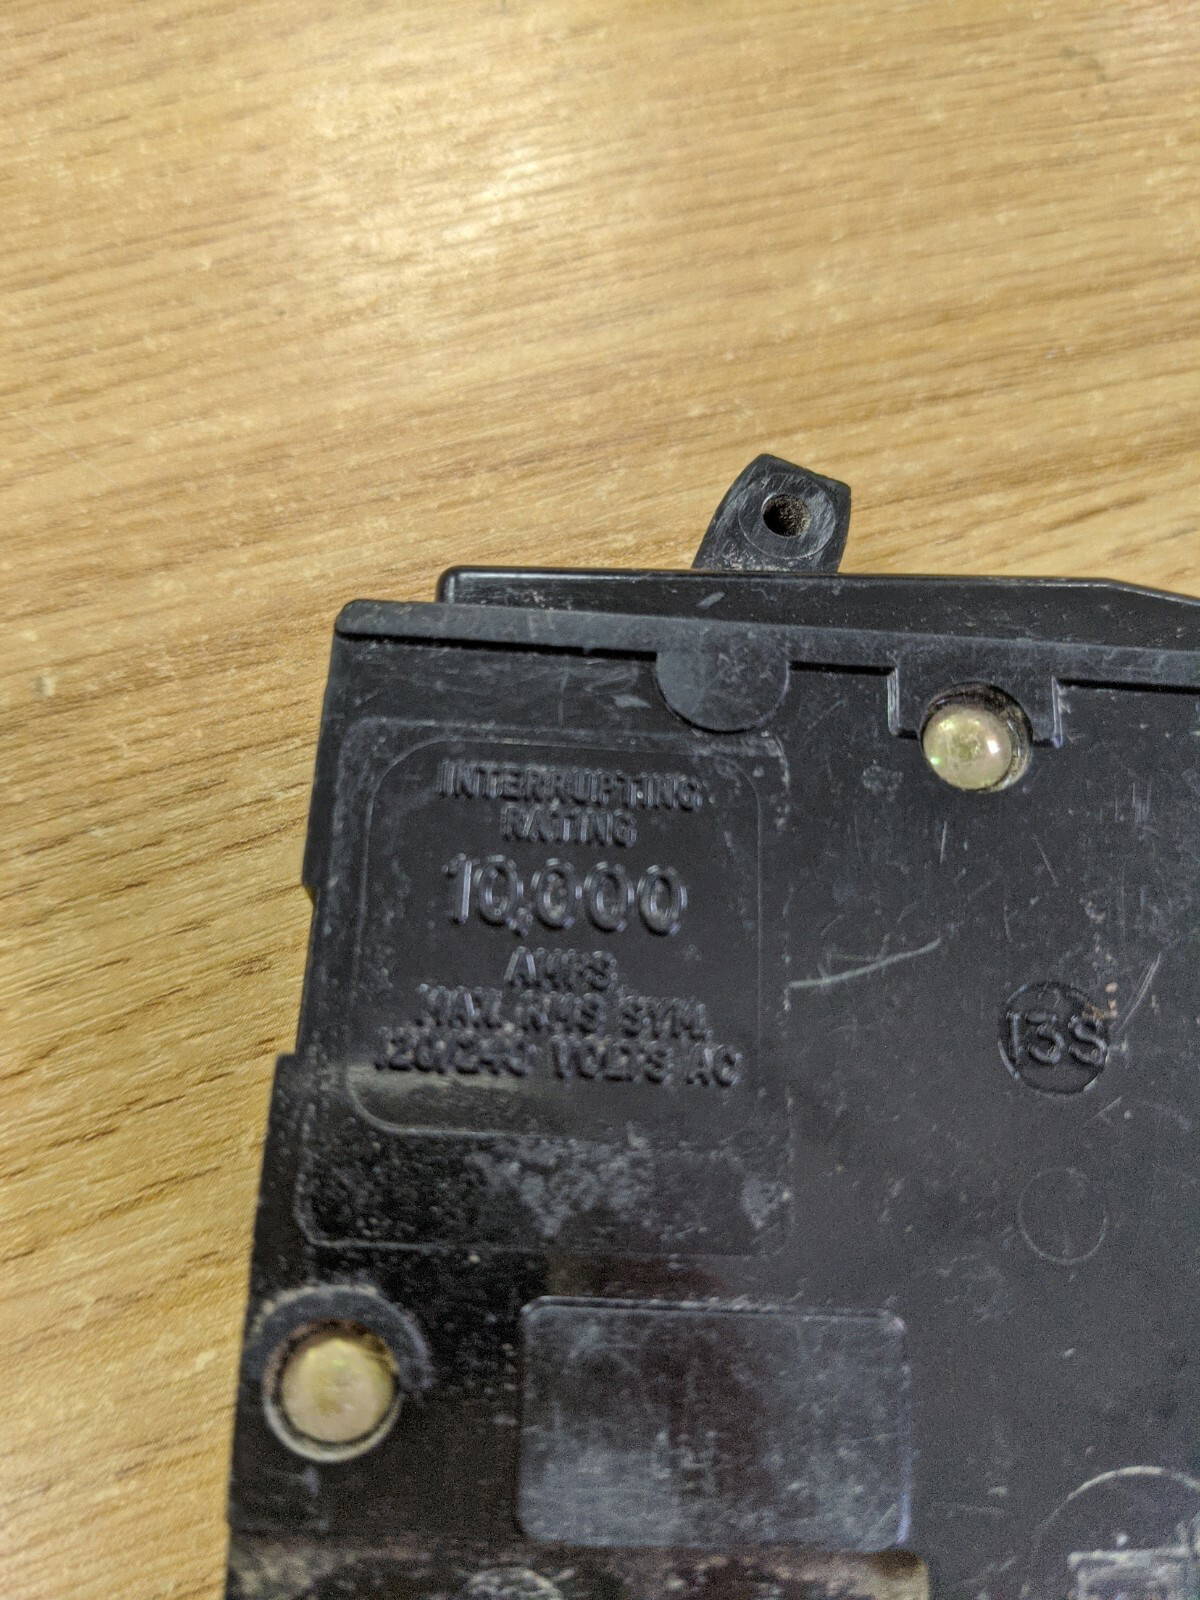 INTERRUPTING
RATING
10,000
AMPS
MAX. RMS SYM.
120/240 VOLTS AC
13S